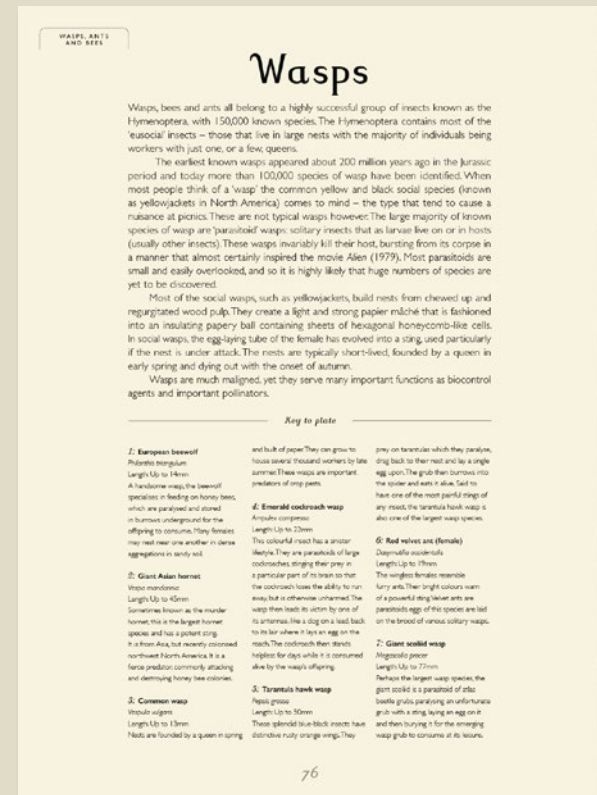 WASPS, ANTS
AND BEES
Wasps
Wasps, bees and ants all belong to a highly successful group of insects known as the
Hymenoptera, with 150,000 known species. The Hymenoptera contains most of the
'eusocial' insects – those that live in large nests with the majority of individuals being
workers with just one, or a few, queens.
The earliest known wasps appeared about 200 million years ago in the Jurassic
period and today more than 100,000 species of wasp have been identified. When
most people think of a 'wasp' the common yellow and black social species (known
as yellowjackets in North America) comes to mind – the type that tend to cause a
nuisance at picnics. These are not typical wasps however. The large majority of known
species of wasp are 'parasitoid' wasps: solitary insects that as larvae live on or in hosts
(usually other insects). These wasps invariably kill their host, bursting from its corpse in
a manner that almost certainly inspired the movie Alien (1979). Most parasitoids are
small and easily overlooked, and so it is highly likely that huge numbers of species are
yet to be discovered.
Most of the social wasps, such as yellowjackets, build nests from chewed up and
regurgitated wood pulp. They create a light and strong papier mâché that is fashioned
into an insulating papery ball containing sheets of hexagonal honeycomb-like cells.
In social wasps, the egg-laying tube of the female has evolved into a sting, used particularly
if the nest is under attack. The nests are typically short-lived, founded by a queen in
early spring and dying out with the onset of autumn.
Wasps are much maligned, yet they serve many important functions as biocontrol
agents and important pollinators.
Key to plate
1: European beewolf
Philanthus triangulum
Length: Up to 14mm
A handsome wasp, the beewolf
specialises in feeding on honey bees,
which are paralysed and stored
in burrows underground for the
offspring to consume. Many females
may nest near one another in dense
aggregations in sandy soil.
2: Giant Asian hornet
Vespa mandarinia
Length: Up to 45mm
Sometimes known as the murder
hornet, this is the largest hornet
species and has a potent sting.
It is from Asia, but recently colonised
northwest North America. It is a
fierce predator, commonly attacking
and destroying honey bee colonies.
3: Common wasp
Vespula vulgaris
Length: Up to 13mm
Nests are founded by a queen in spring
and built of paper. They can grow to
house several thousand workers by late
summer. These wasps are important
predators of crop pests.
4: Emerald cockroach wasp
Ampulex compressa
Length: Up to 22mm
This colourful insect has a sinister
lifestyle. They are parasitoids of large
cockroaches, stinging their prey in
a particular part of its brain so that
the cockroach loses the ability to run
away, but is otherwise unharmed. The
wasp then leads its victim by one of
its antennae, like a dog on a lead, back
to its lair where it lays an egg on the
roach. The cockroach then stands
helpless for days while it is consumed
alive by the wasp's offspring.
5: Tarantula hawk wasp
Pepsis grossa
Length: Up to 50mm
These splendid blue-black insects have
distinctive rusty orange wings. They
prey on tarantulas which they paralyse,
drag back to their nest and lay a single
egg upon. The grub then burrows into
the spider and eats it alive. Said to
have one of the most painful stings of
any insect, the tarantula hawk wasp is
also one of the largest wasp species.
6: Red velvet ant (female)
Dasymutilla occidentalis
Length: Up to 19mm
The wingless females resemble
furry ants. Their bright colours warn
of a powerful sting. Velvet ants are
parasitoids: eggs of this species are laid
on the brood of various solitary wasps.
7: Giant scoliid wasp
Megascolia procer
Length: Up to 77mm
Perhaps the largest wasp species, the
giant scoliid is a parasitoid of atlas
beetle grubs, paralysing an unfortunate
grub with a sting, laying an egg on it
and then burying it for the emerging
wasp grub to consume at its leisure.
76